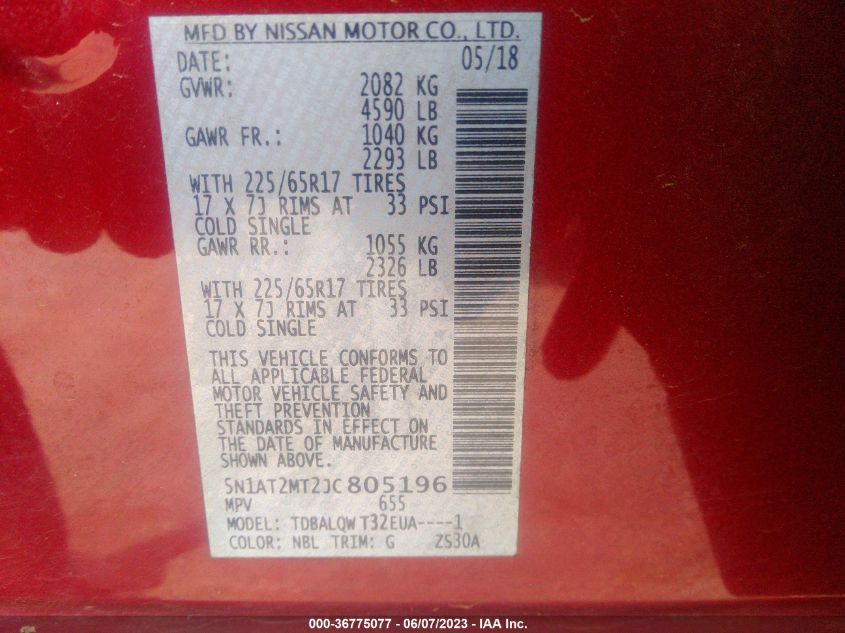 MFD BY NISSAN MOTOR CO., LTD.
DATE: 05/18
GVWR: 2082 KG
4590 LB
GAWR FR.: 1040 KG
2293 LB
WITH 225/65R17 TIRES
17 X 7J RIMS AT 33 PSI
COLD SINGLE
GAWR RR.: 1055 KG
2326 LB
WITH 225/65R17 TIRES
17 X 7J RIMS AT 33 PSI
COLD SINGLE
THIS VEHICLE CONFORMS TO
ALL APPLICABLE FEDERAL
MOTOR VEHICLE SAFETY AND
THEFT PREVENTION
STANDARDS IN EFFECT ON
THE DATE OF MANUFACTURE
SHOWN ABOVE.
5N1AT2MT2JC805196
MPV 655
MODEL: TDBALQW T32EUA----1
COLOR: NBL TRIM: G ZS30A
000-36775077 - 06/07/2023 - IAA Inc.